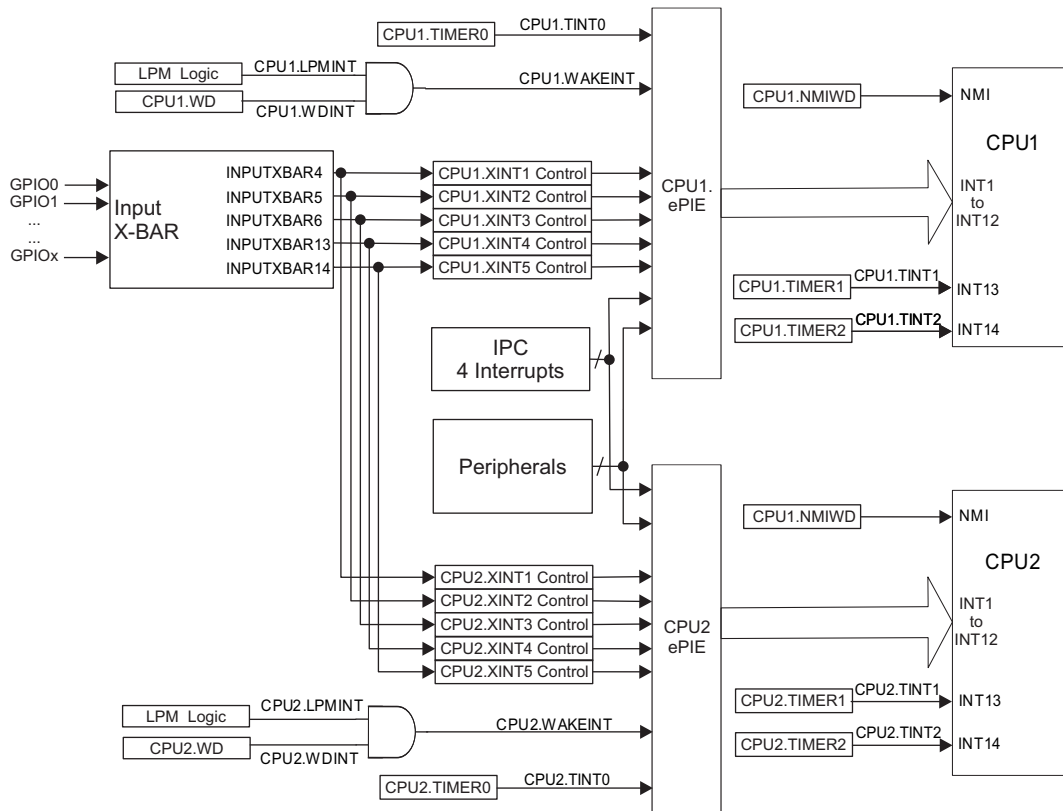 CPU1.TIMER0
CPU1.TINT0
LPM Logic
CPU1.LPMINT
CPU1.WD
CPU1.WDINT
CPU1.WAKEINT
GPIO0
GPIO1
...
...
GPIOx
Input
X-BAR
INPUTXBAR4
INPUTXBAR5
INPUTXBAR6
INPUTXBAR13
INPUTXBAR14
CPU1.XINT1 Control
CPU1.XINT2 Control
CPU1.XINT3 Control
CPU1.XINT4 Control
CPU1.XINT5 Control
CPU1.
ePIE
CPU1.NMIWD
NMI
CPU1
INT1
to
INT12
CPU1.TIMER1
CPU1.TINT1
INT13
CPU1.TIMER2
CPU1.TINT2
INT14
IPC
4 Interrupts
Peripherals
CPU1.NMIWD
NMI
CPU2
CPU2.XINT1 Control
CPU2.XINT2 Control
CPU2.XINT3 Control
CPU2.XINT4 Control
CPU2.XINT5 Control
CPU2
ePIE
INT1
to
INT12
CPU2.TIMER1
CPU2.TINT1
INT13
CPU2.TIMER2
CPU2.TINT2
INT14
LPM Logic
CPU2.LPMINT
CPU2.WD
CPU2.WDINT
CPU2.WAKEINT
CPU2.TIMER0
CPU2.TINT0